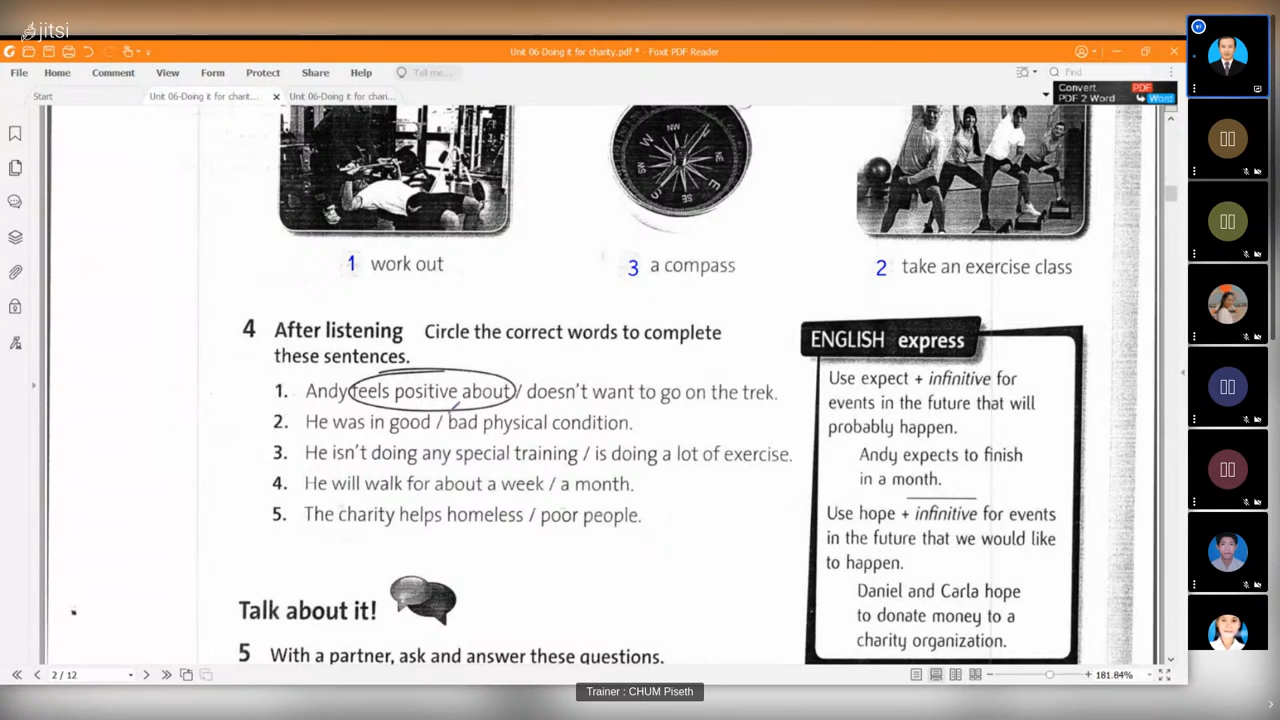 jitsi
Unit 06-Doing it for charity.pdf * - Foxit PDF Reader
File Home Comment View Form Protect Share Help Tell me... Find
Start Unit 06-Doing it for charit... Unit 06-Doing it for chari...
Convert PDF
PDF 2 Word Word
NW N NE W E SW S SE
1 work out
3 a compass
2 take an exercise class
4 After listening Circle the correct words to complete
these sentences.
1. Andy feels positive about / doesn't want to go on the trek.
2. He was in good / bad physical condition.
3. He isn't doing any special training / is doing a lot of exercise.
4. He will walk for about a week / a month.
5. The charity helps homeless / poor people.
ENGLISH express
Use expect + infinitive for
events in the future that will
probably happen.
Andy expects to finish
in a month.
Use hope + infinitive for events
in the future that we would like
to happen.
Daniel and Carla hope
to donate money to a
charity organization.
Talk about it!
5 With a partner, ask and answer these questions.
2 / 12
181.84%
Trainer : CHUM Piseth